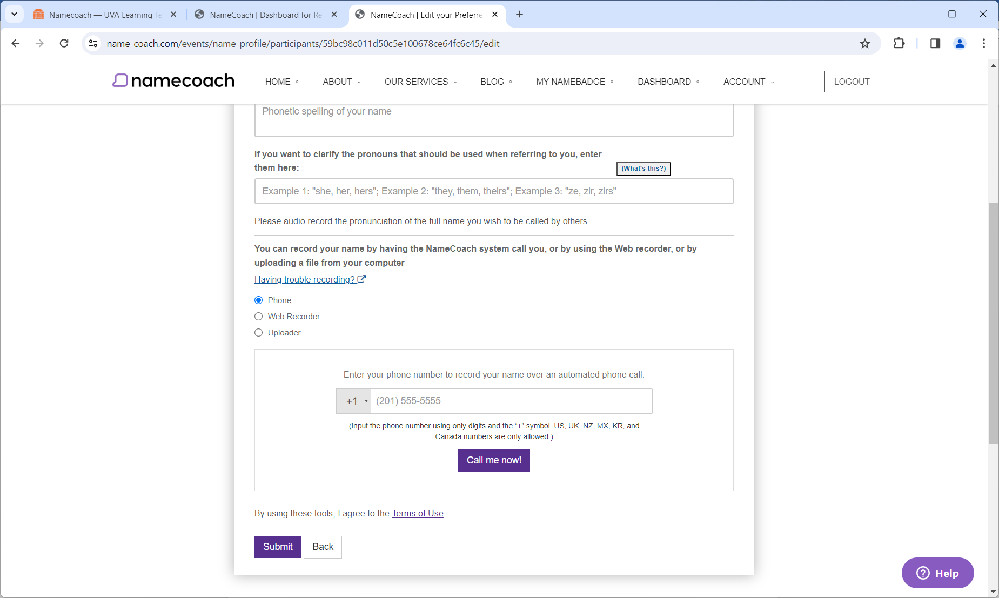 Namecoach — UVA Learning Te
NameCoach | Dashboard for Re
NameCoach | Edit your Preferre
name-coach.com/events/name-profile/participants/59bc98c011d50c5e100678ce64fc6c45/edit
namecoach
HOME
ABOUT
OUR SERVICES
BLOG
MY NAMEBADGE
DASHBOARD
ACCOUNT
LOGOUT
Phonetic spelling of your name
If you want to clarify the pronouns that should be used when referring to you, enter
them here:
(What's this?)
Example 1: "she, her, hers"; Example 2: "they, them, theirs"; Example 3: "ze, zir, zirs"
Please audio record the pronunciation of the full name you wish to be called by others.
You can record your name by having the NameCoach system call you, or by using the Web recorder, or by
uploading a file from your computer
Having trouble recording?
Phone
Web Recorder
Uploader
Enter your phone number to record your name over an automated phone call.
+1 (201) 555-5555
(Input the phone number using only digits and the “+” symbol. US, UK, NZ, MX, KR, and
Canada numbers are only allowed.)
Call me now!
By using these tools, I agree to the Terms of Use
Submit
Back
? Help